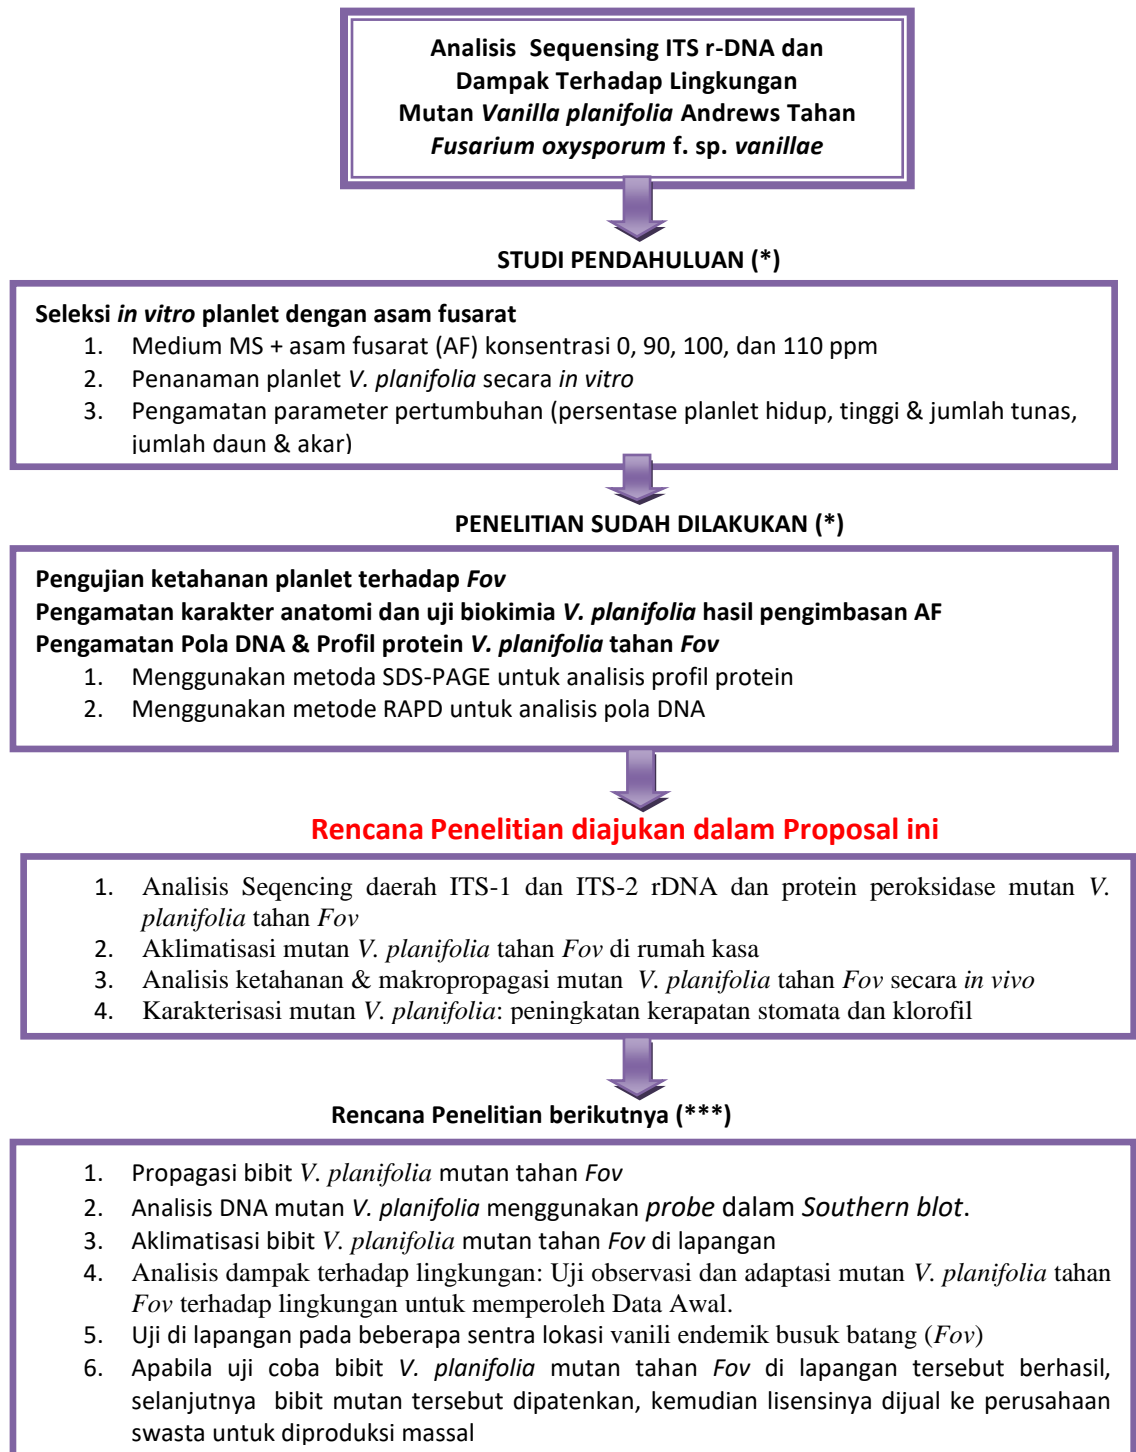 Analisis Sequensing ITS r-DNA dan
Dampak Terhadap Lingkungan
Mutan Vanilla planifolia Andrews Tahan
Fusarium oxysporum f. sp. vanillae
STUDI PENDAHULUAN (*)
Seleksi in vitro planlet dengan asam fusarat
1. Medium MS + asam fusarat (AF) konsentrasi 0, 90, 100, dan 110 ppm
2. Penanaman planlet V. planifolia secara in vitro
3. Pengamatan parameter pertumbuhan (persentase planlet hidup, tinggi & jumlah tunas,
jumlah daun & akar)
PENELITIAN SUDAH DILAKUKAN (*)
Pengujian ketahanan planlet terhadap Fov
Pengamatan karakter anatomi dan uji biokimia V. planifolia hasil pengimbasan AF
Pengamatan Pola DNA & Profil protein V. planifolia tahan Fov
1. Menggunakan metoda SDS-PAGE untuk analisis profil protein
2. Menggunakan metode RAPD untuk analisis pola DNA
Rencana Penelitian diajukan dalam Proposal ini
1. Analisis Seqencing daerah ITS-1 dan ITS-2 rDNA dan protein peroksidase mutan V.
planifolia tahan Fov
2. Aklimatisasi mutan V. planifolia tahan Fov di rumah kasa
3. Analisis ketahanan & makropropagasi mutan V. planifolia tahan Fov secara in vivo
4. Karakterisasi mutan V. planifolia: peningkatan kerapatan stomata dan klorofil
Rencana Penelitian berikutnya (***)
1. Propagasi bibit V. planifolia mutan tahan Fov
2. Analisis DNA mutan V. planifolia menggunakan probe dalam Southern blot.
3. Aklimatisasi bibit V. planifolia mutan tahan Fov di lapangan
4. Analisis dampak terhadap lingkungan: Uji observasi dan adaptasi mutan V. planifolia tahan
Fov terhadap lingkungan untuk memperoleh Data Awal.
5. Uji di lapangan pada beberapa sentra lokasi vanili endemik busuk batang (Fov)
6. Apabila uji coba bibit V. planifolia mutan tahan Fov di lapangan tersebut berhasil,
selanjutnya bibit mutan tersebut dipatenkan, kemudian lisensinya dijual ke perusahaan
swasta untuk diproduksi massal